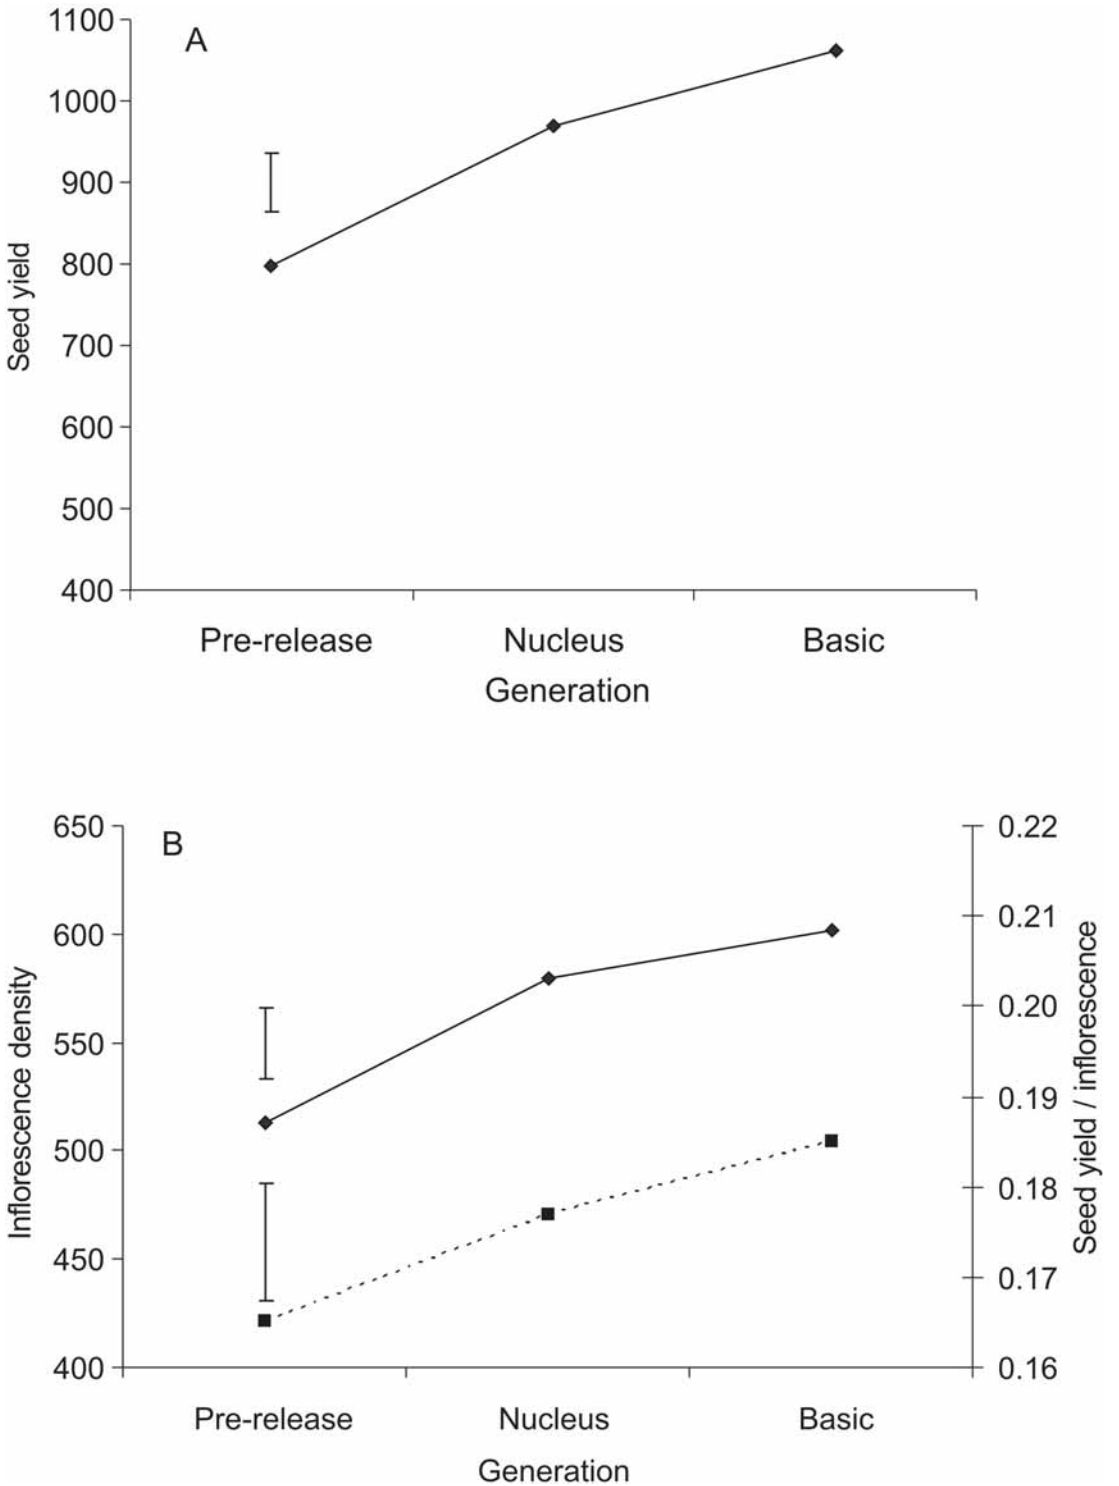 A
1100
1000
900
800
700
600
500
400
Seed yield
Pre-release Nucleus Basic
Generation
B
650
600
550
500
450
400
Inflorescence density
0.22
0.21
0.20
0.19
0.18
0.17
0.16
Seed yield / inflorescence
Pre-release Nucleus Basic
Generation